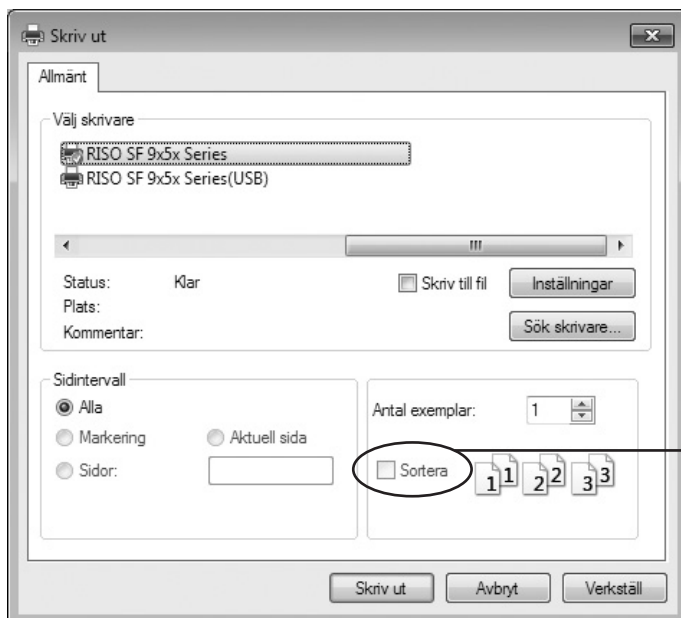 Skriv ut
Allmänt
Välj skrivare
RISO SF 9x5x Series
RISO SF 9x5x Series(USB)
Status: Klar
Skriv till fil
Inställningar
Plats:
Kommentar:
Sök skrivare...
Sidintervall
Alla
Markering
Aktuell sida
Sidor:
Antal exemplar: 1
Sortera
1 1 2 2 3 3
Skriv ut
Avbryt
Verkställ